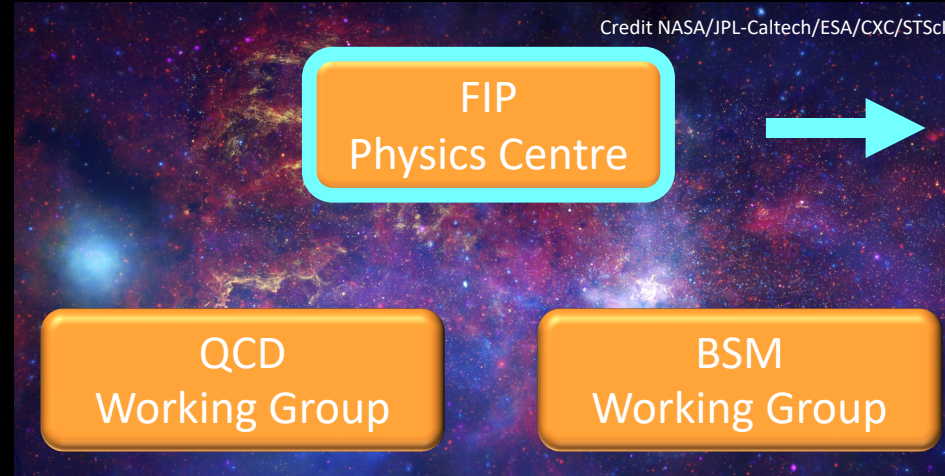 Credit NASA/JPL-Caltech/ESA/CXC/STScI
FIP
Physics Centre
QCD
Working Group
BSM
Working Group